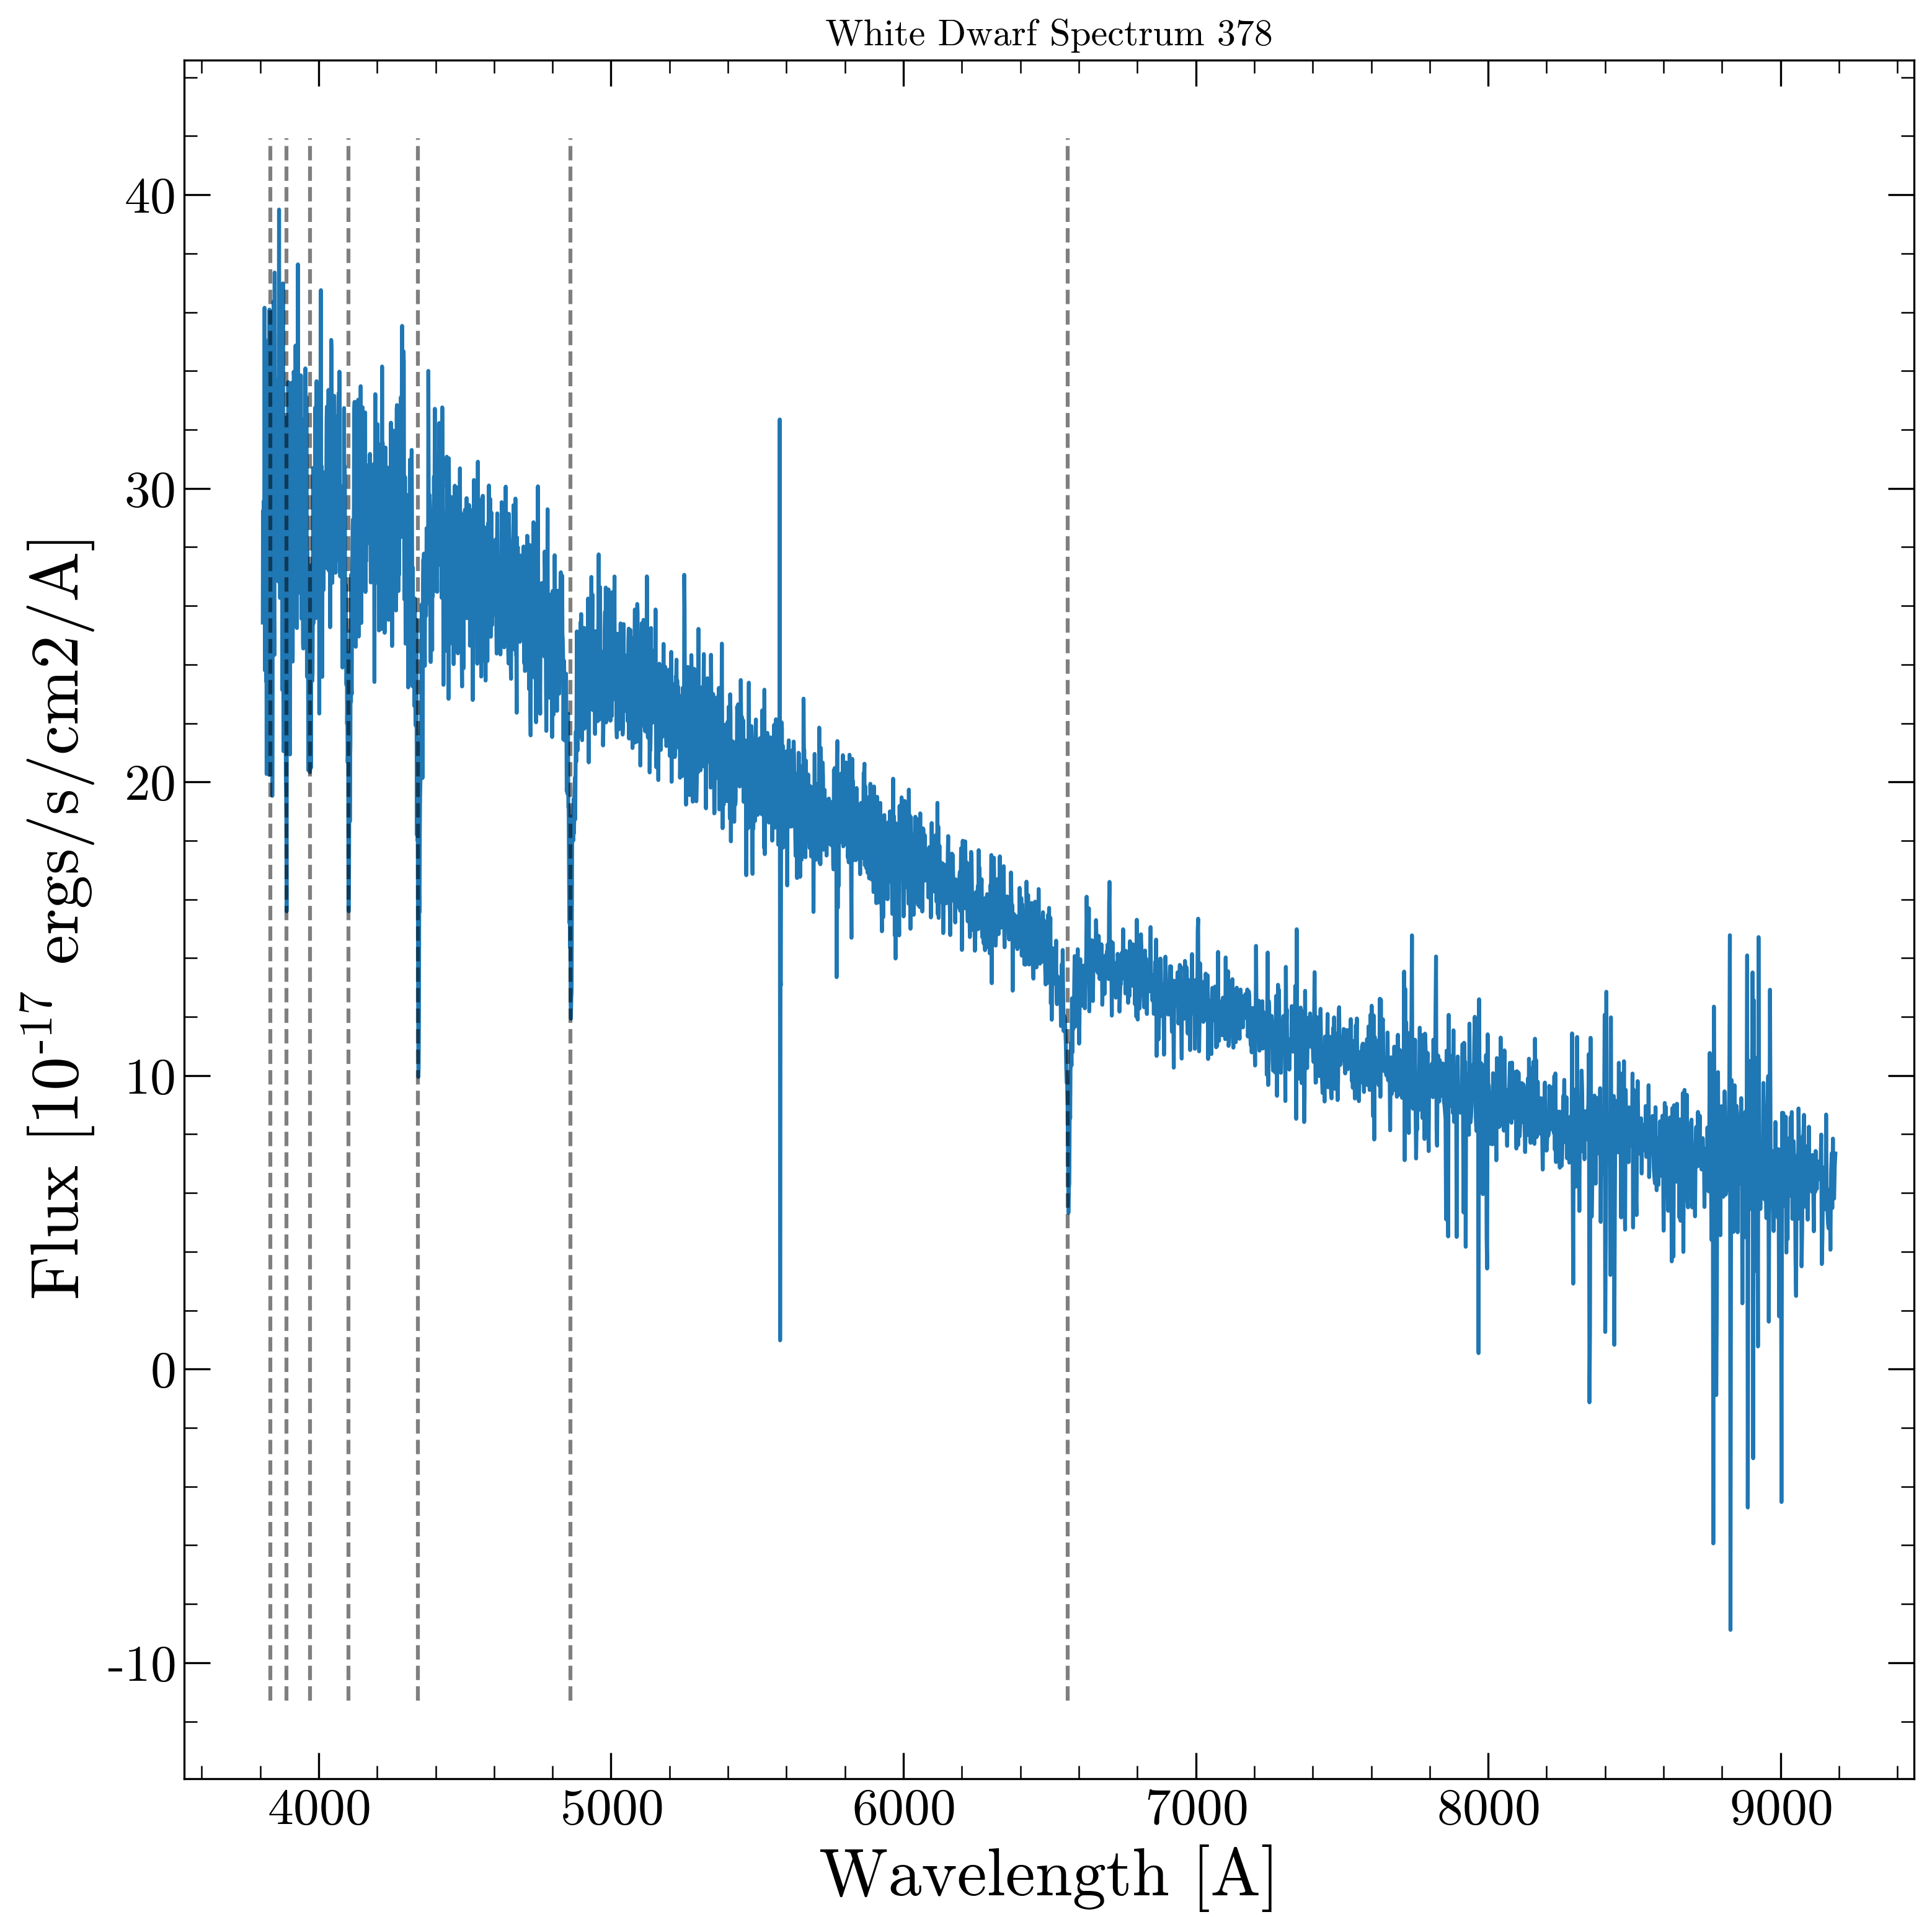 White Dwarf Spectrum 378
40
30
20
10
0
-10
Flux [10⁻¹⁷ ergs/s/cm2/A]
4000 5000 6000 7000 8000 9000
Wavelength [A]